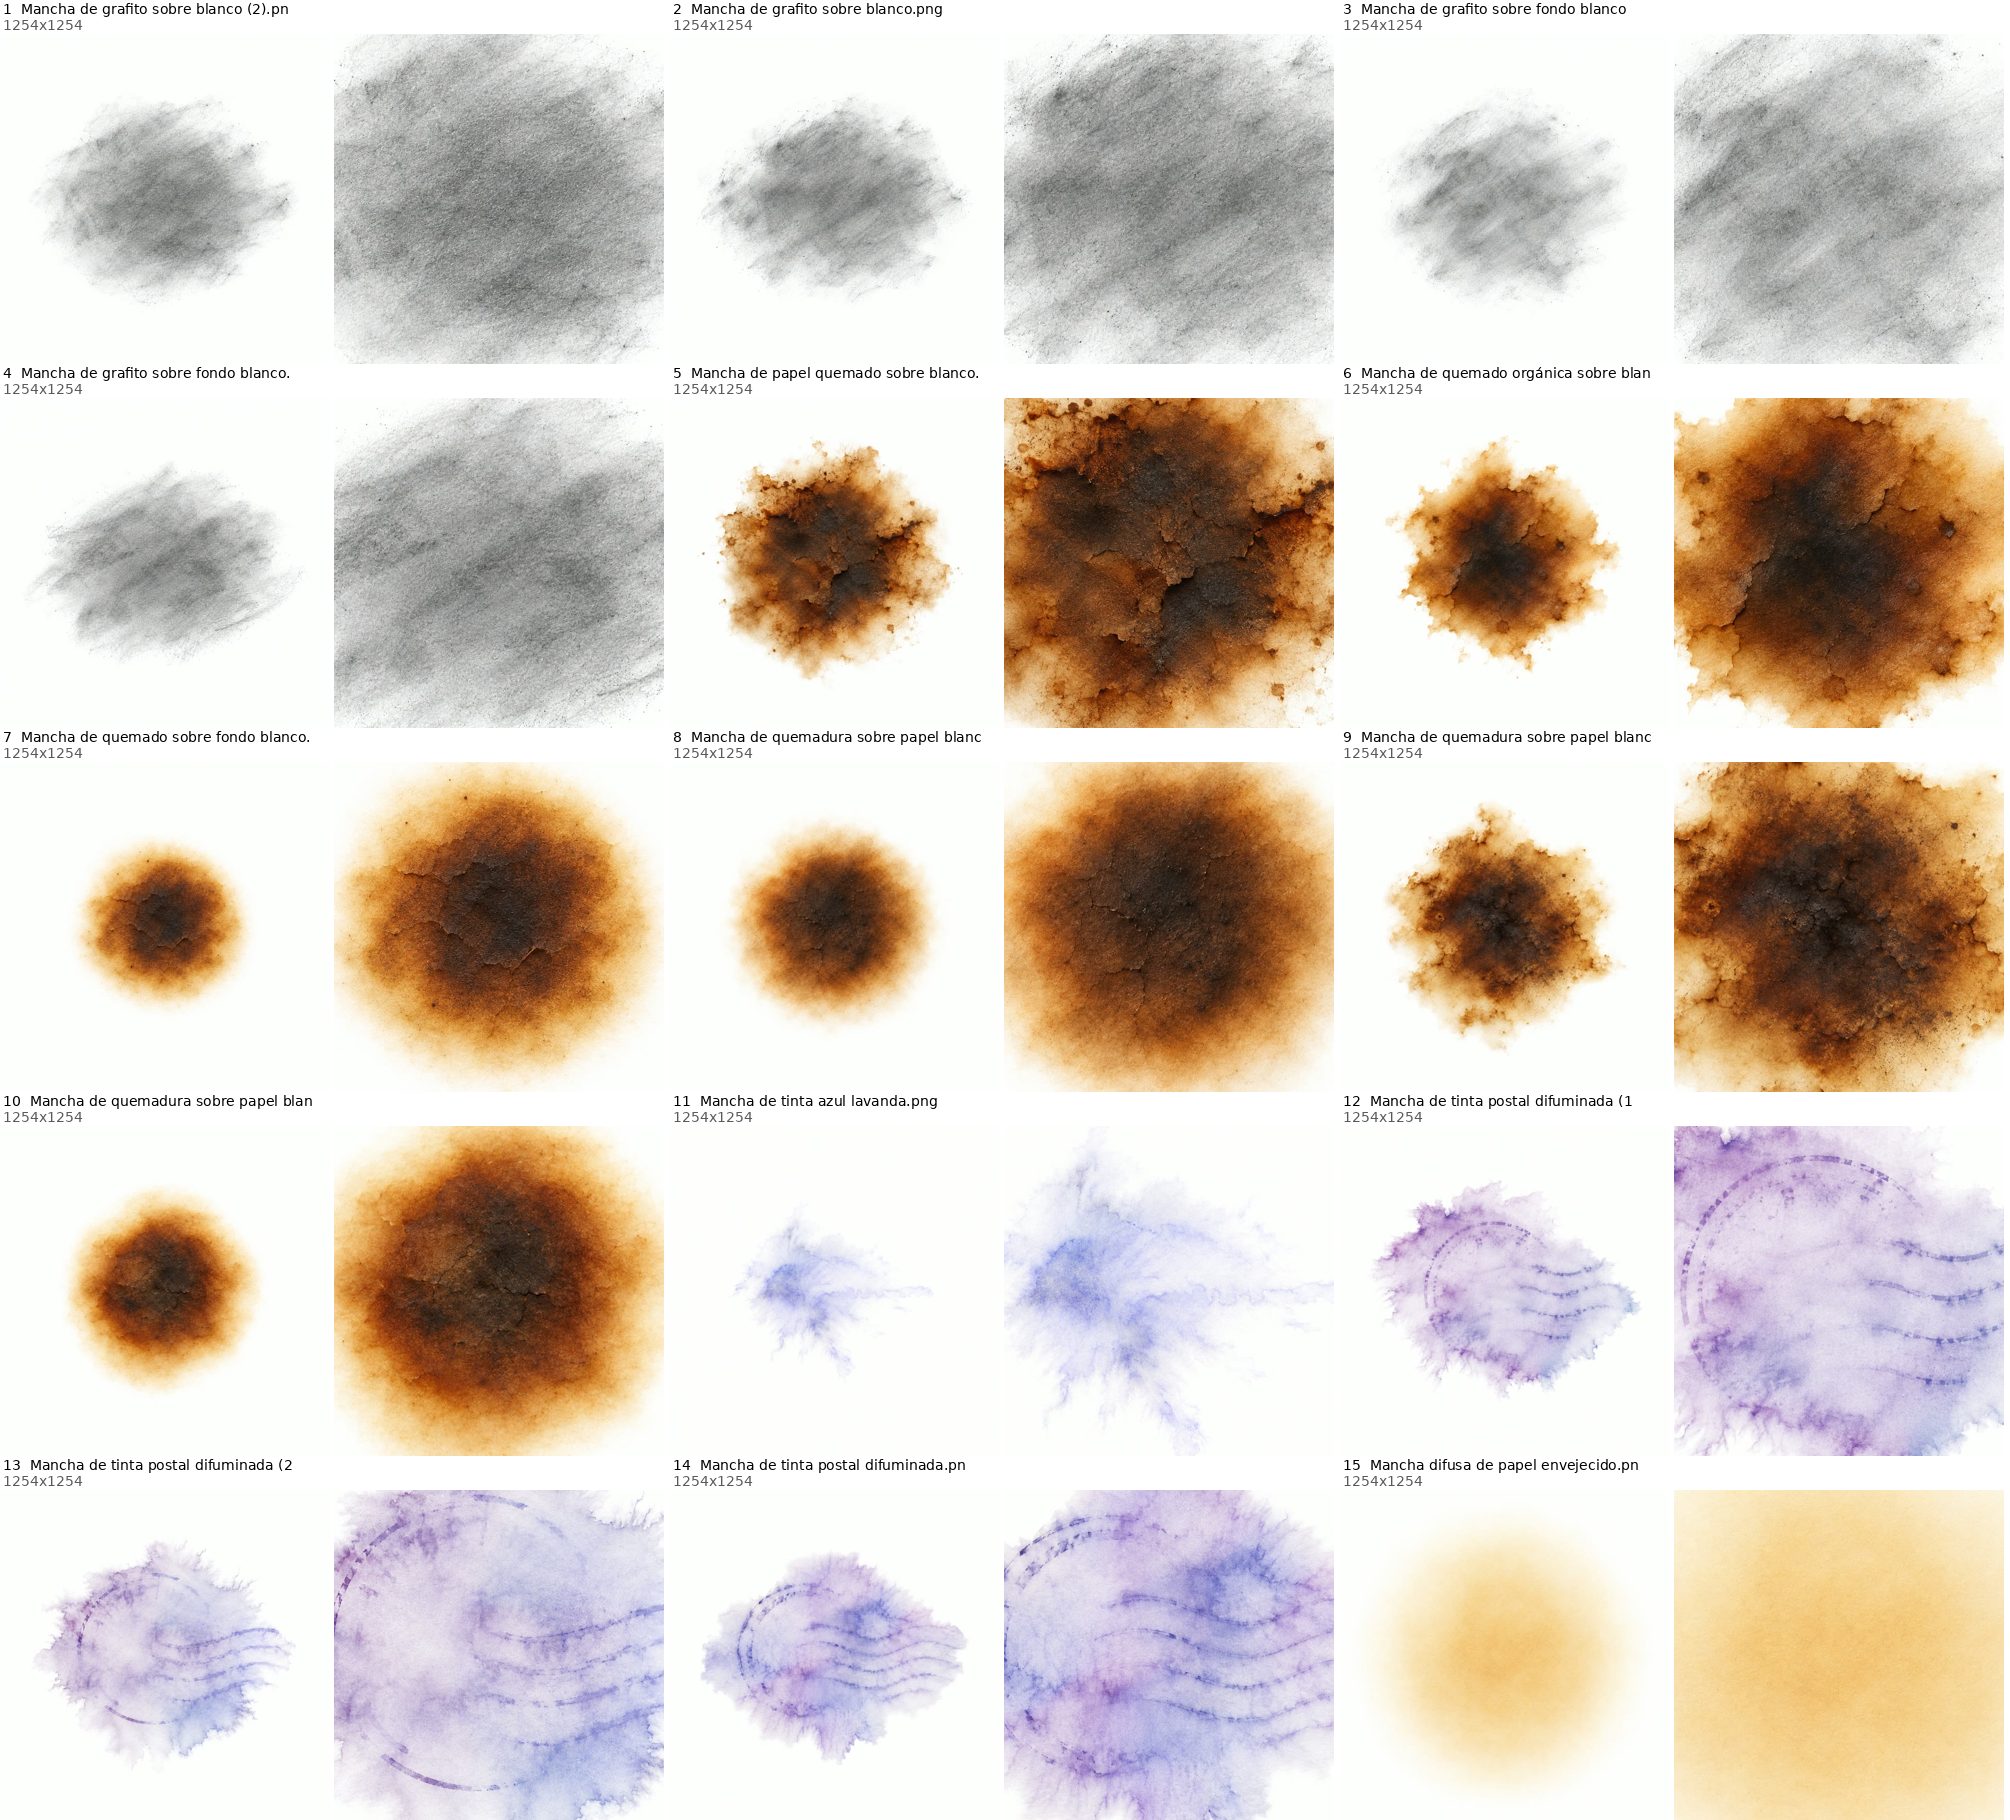 1  Mancha de grafito sobre blanco (2).pn
1254x1254
2  Mancha de grafito sobre blanco.png
1254x1254
3  Mancha de grafito sobre fondo blanco
1254x1254
4  Mancha de grafito sobre fondo blanco.
1254x1254
5  Mancha de papel quemado sobre blanco.
1254x1254
6  Mancha de quemado orgánica sobre blan
1254x1254
7  Mancha de quemado sobre fondo blanco.
1254x1254
8  Mancha de quemadura sobre papel blanc
1254x1254
9  Mancha de quemadura sobre papel blanc
1254x1254
10  Mancha de quemadura sobre papel blan
1254x1254
11  Mancha de tinta azul lavanda.png
1254x1254
12  Mancha de tinta postal difuminada (1
1254x1254
13  Mancha de tinta postal difuminada (2
1254x1254
14  Mancha de tinta postal difuminada.pn
1254x1254
15  Mancha difusa de papel envejecido.pn
1254x1254